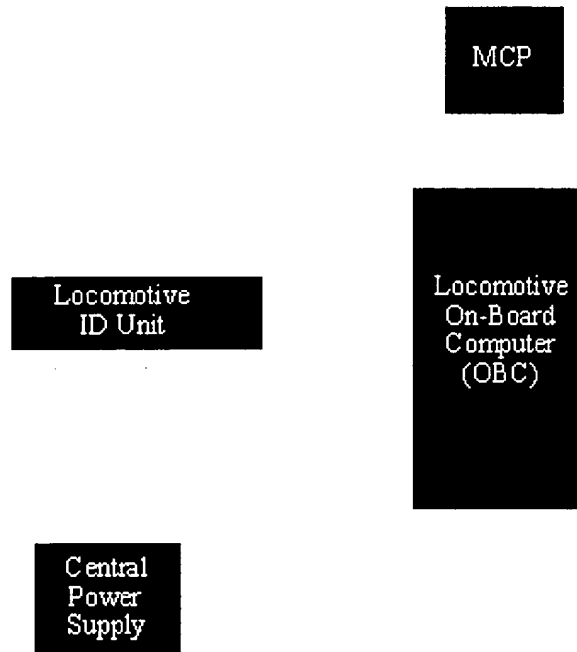 MCP
Locomotive
ID Unit
Locomotive
On-Board
Computer
(OBC)
Central
Power
Supply